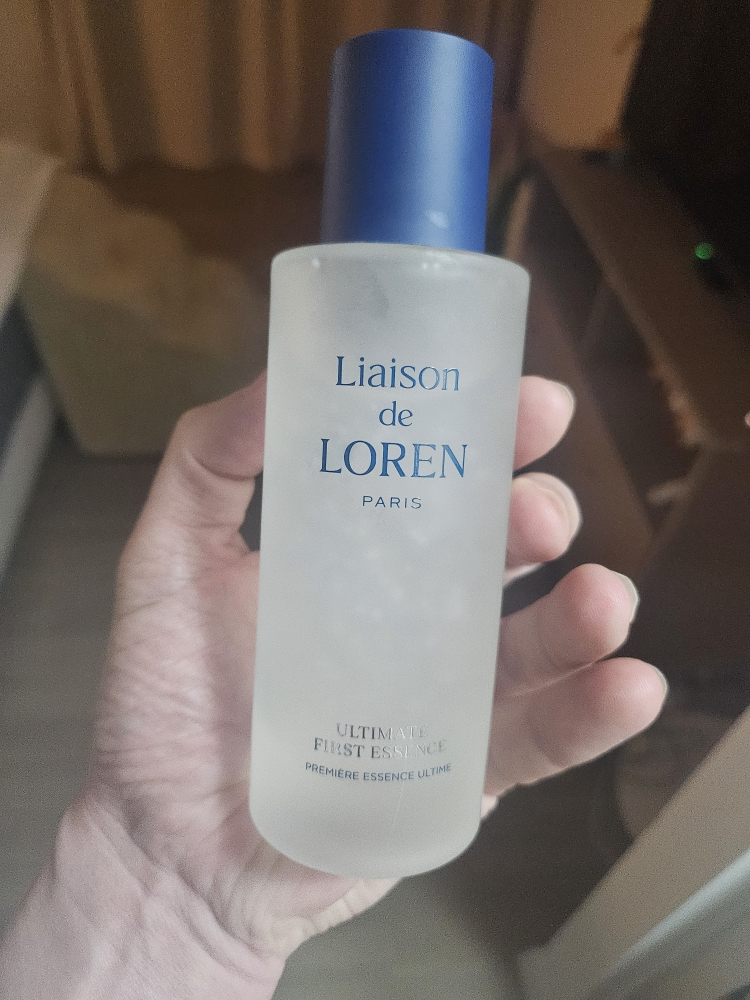 Liaison
de
LOREN
PARIS
ULTIMATE
FIRST ESSENCE
PREMIÈRE ESSENCE ULTIME